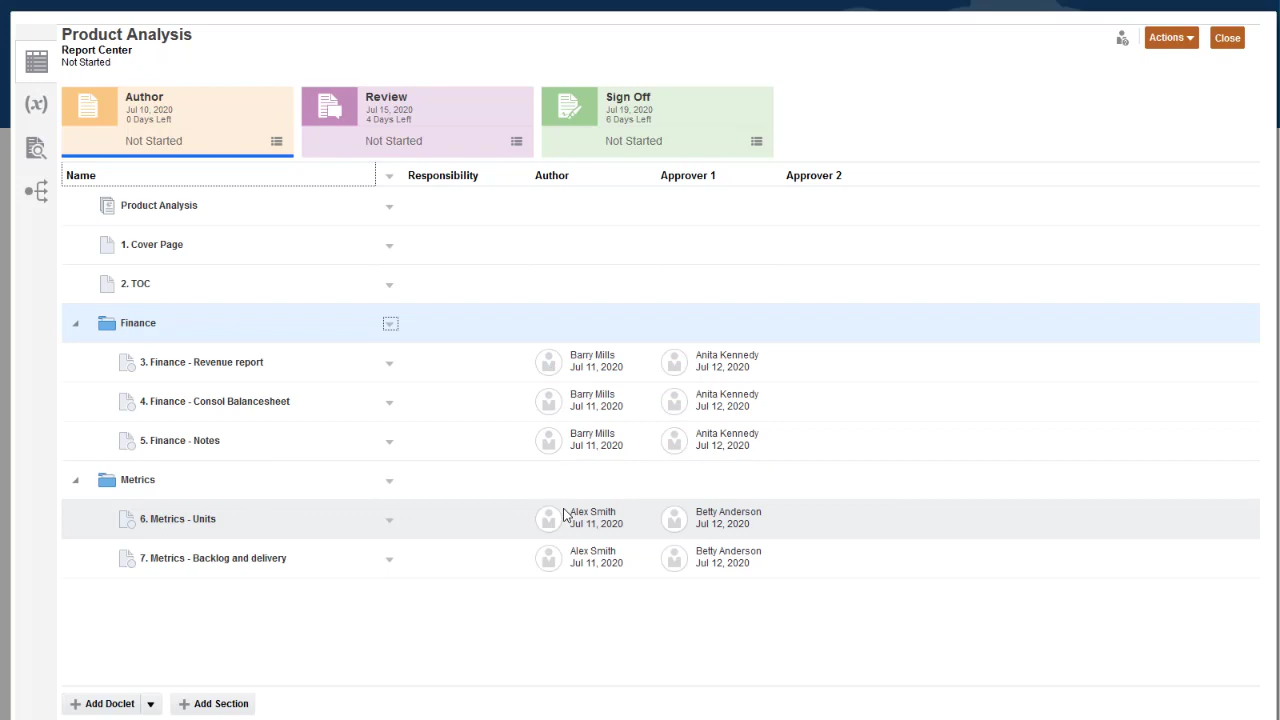 Product Analysis
Report Center
Not Started
Actions
Close
Author
Jul 10, 2020
0 Days Left
Not Started
Review
Jul 15, 2020
4 Days Left
Not Started
Sign Off
Jul 19, 2020
6 Days Left
Not Started
(x)
Name
Responsibility
Author
Approver 1
Approver 2
Product Analysis
1. Cover Page
2. TOC
Finance
3. Finance - Revenue report
Barry Mills
Jul 11, 2020
Anita Kennedy
Jul 12, 2020
4. Finance - Consol Balancesheet
Barry Mills
Jul 11, 2020
Anita Kennedy
Jul 12, 2020
5. Finance - Notes
Barry Mills
Jul 11, 2020
Anita Kennedy
Jul 12, 2020
Metrics
6. Metrics - Units
Alex Smith
Jul 11, 2020
Betty Anderson
Jul 12, 2020
7. Metrics - Backlog and delivery
Alex Smith
Jul 11, 2020
Betty Anderson
Jul 12, 2020
Add Doclet
Add Section